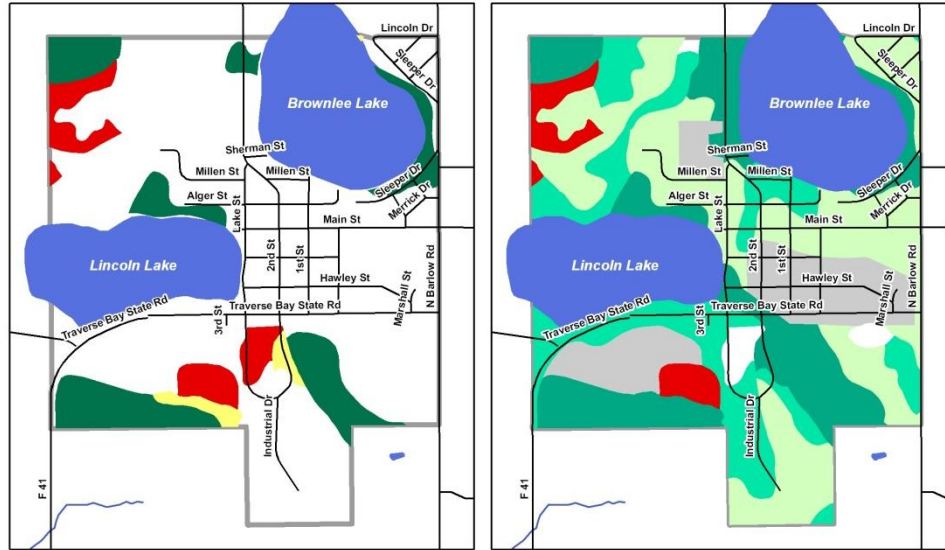 Lincoln Dr
Sleeper Dr
Brownlee Lake
Sherman St
Millen St
Millen St
Alger St
Sleeper Dr
Merrick Dr
Lake St
Main St
2nd St
1st St
N Barlow Rd
Lincoln Lake
Hawley St
Marshall St
Traverse Bay State Rd
Traverse Bay State Rd
3rd St
Industrial Dr
F 41
Lincoln Dr
Sleeper Dr
Brownlee Lake
Sherman St
Millen St
Millen St
Alger St
Sleeper Dr
Merrick Dr
Lake St
Main St
2nd St
1st St
N Barlow Rd
Lincoln Lake
Hawley St
Marshall St
Traverse Bay State Rd
Traverse Bay State Rd
3rd St
Industrial Dr
F 41